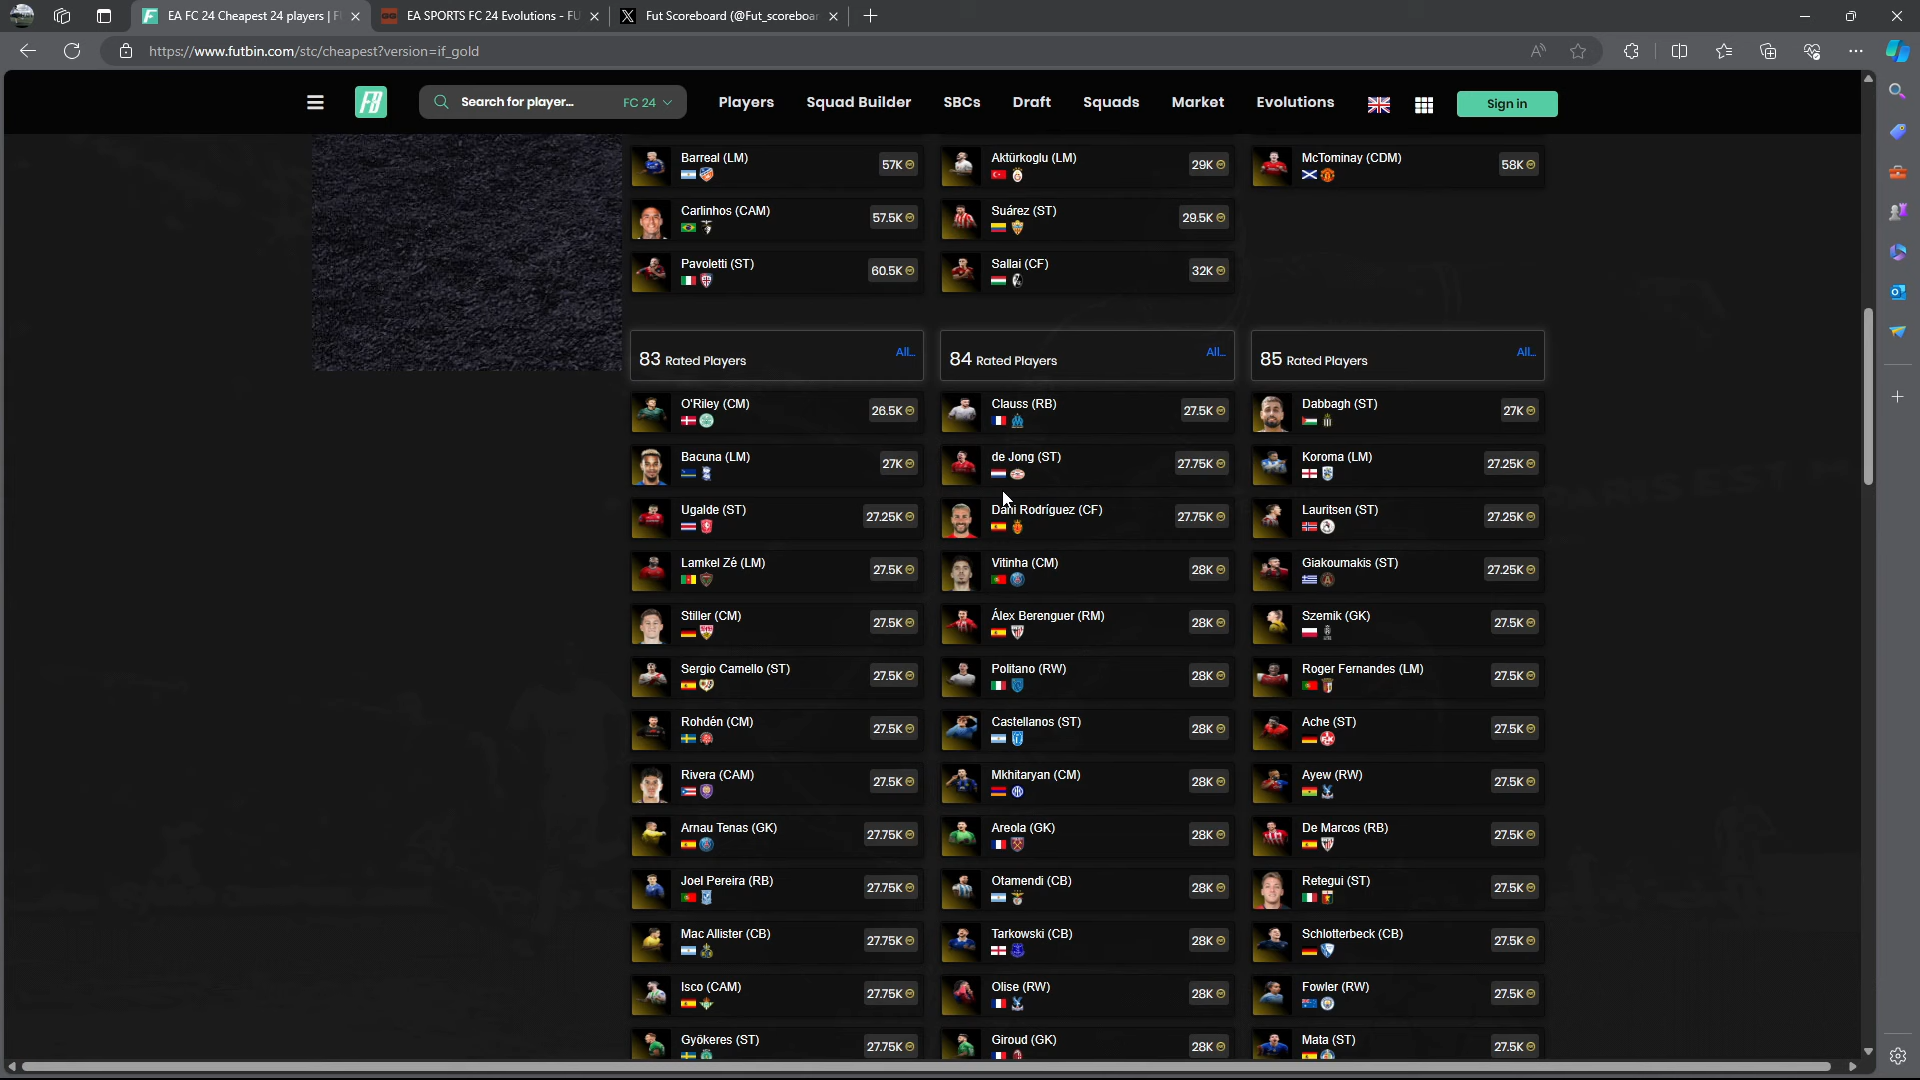 EA FC 24 Cheapest 24 players | F
EA SPORTS FC 24 Evolutions - FU
Fut Scoreboard (@Fut_scoreboar
https://www.futbin.com/stc/cheapest?version=if_gold
Search for player...
FC 24
Players
Squad Builder
SBCs
Draft
Squads
Market
Evolutions
Sign in
Barreal (LM)
57K
Aktürkoglu (LM)
29K
McTominay (CDM)
58K
Carlinhos (CAM)
57.5K
Suárez (ST)
29.5K
Pavoletti (ST)
60.5K
Sallai (CF)
32K
83 Rated Players
All...
84 Rated Players
All...
85 Rated Players
All...
O'Riley (CM)
26.5K
Clauss (RB)
27.5K
Dabbagh (ST)
27K
Bacuna (LM)
27K
de Jong (ST)
27.75K
Koroma (LM)
27.25K
Ugalde (ST)
27.25K
Dani Rodríguez (CF)
27.75K
Lauritsen (ST)
27.25K
Lamkel Zé (LM)
27.5K
Vitinha (CM)
28K
Giakoumakis (ST)
27.25K
Stiller (CM)
27.5K
Álex Berenguer (RM)
28K
Szemik (GK)
27.5K
Sergio Camello (ST)
27.5K
Politano (RW)
28K
Roger Fernandes (LM)
27.5K
Rohdén (CM)
27.5K
Castellanos (ST)
28K
Ache (ST)
27.5K
Rivera (CAM)
27.5K
Mkhitaryan (CM)
28K
Ayew (RW)
27.5K
Arnau Tenas (GK)
27.75K
Areola (GK)
28K
De Marcos (RB)
27.5K
Joel Pereira (RB)
27.75K
Otamendi (CB)
28K
Retegui (ST)
27.5K
Mac Allister (CB)
27.75K
Tarkowski (CB)
28K
Schlotterbeck (CB)
27.5K
Isco (CAM)
27.75K
Olise (RW)
28K
Fowler (RW)
27.5K
Gyökeres (ST)
27.75K
Giroud (GK)
28K
Mata (ST)
27.5K